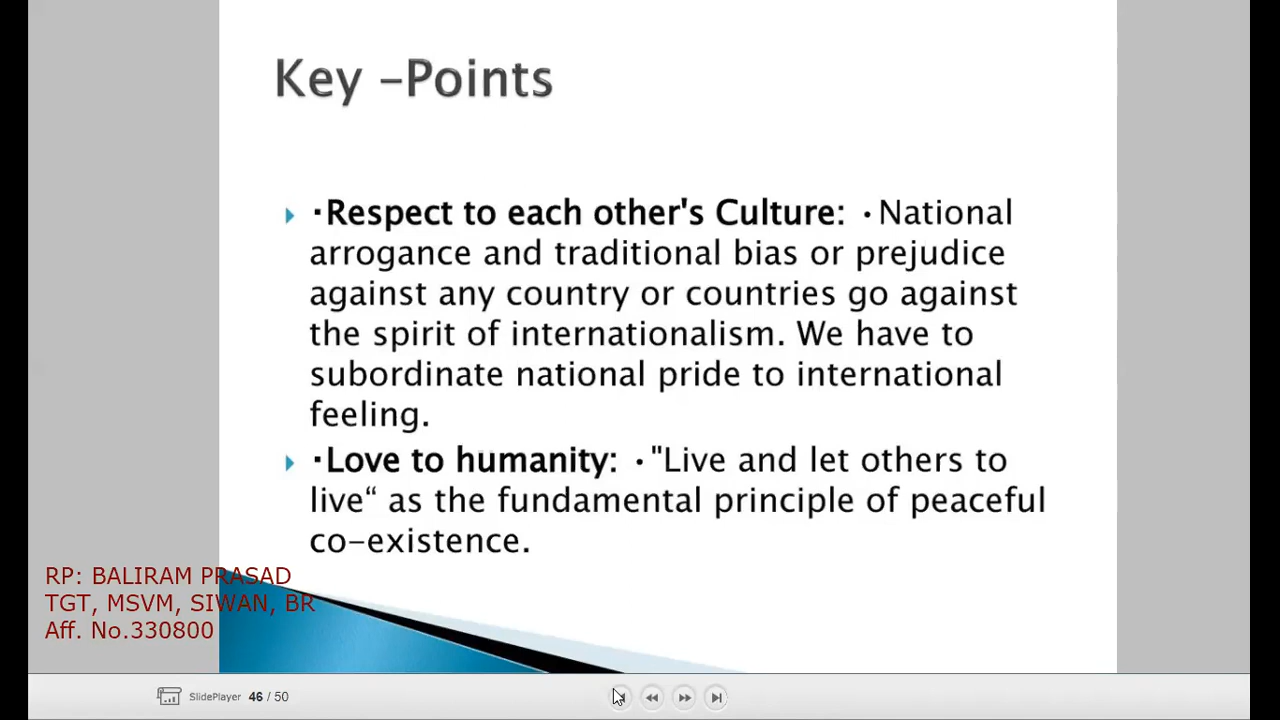 Key -Points
·Respect to each other's Culture: •National
arrogance and traditional bias or prejudice
against any country or countries go against
the spirit of internationalism. We have to
subordinate national pride to international
feeling.
·Love to humanity: •"Live and let others to
live“ as the fundamental principle of peaceful
co-existence.
RP: BALIRAM PRASAD
TGT, MSVM, SIWAN, BR
Aff. No.330800
SlidePlayer 46 / 50